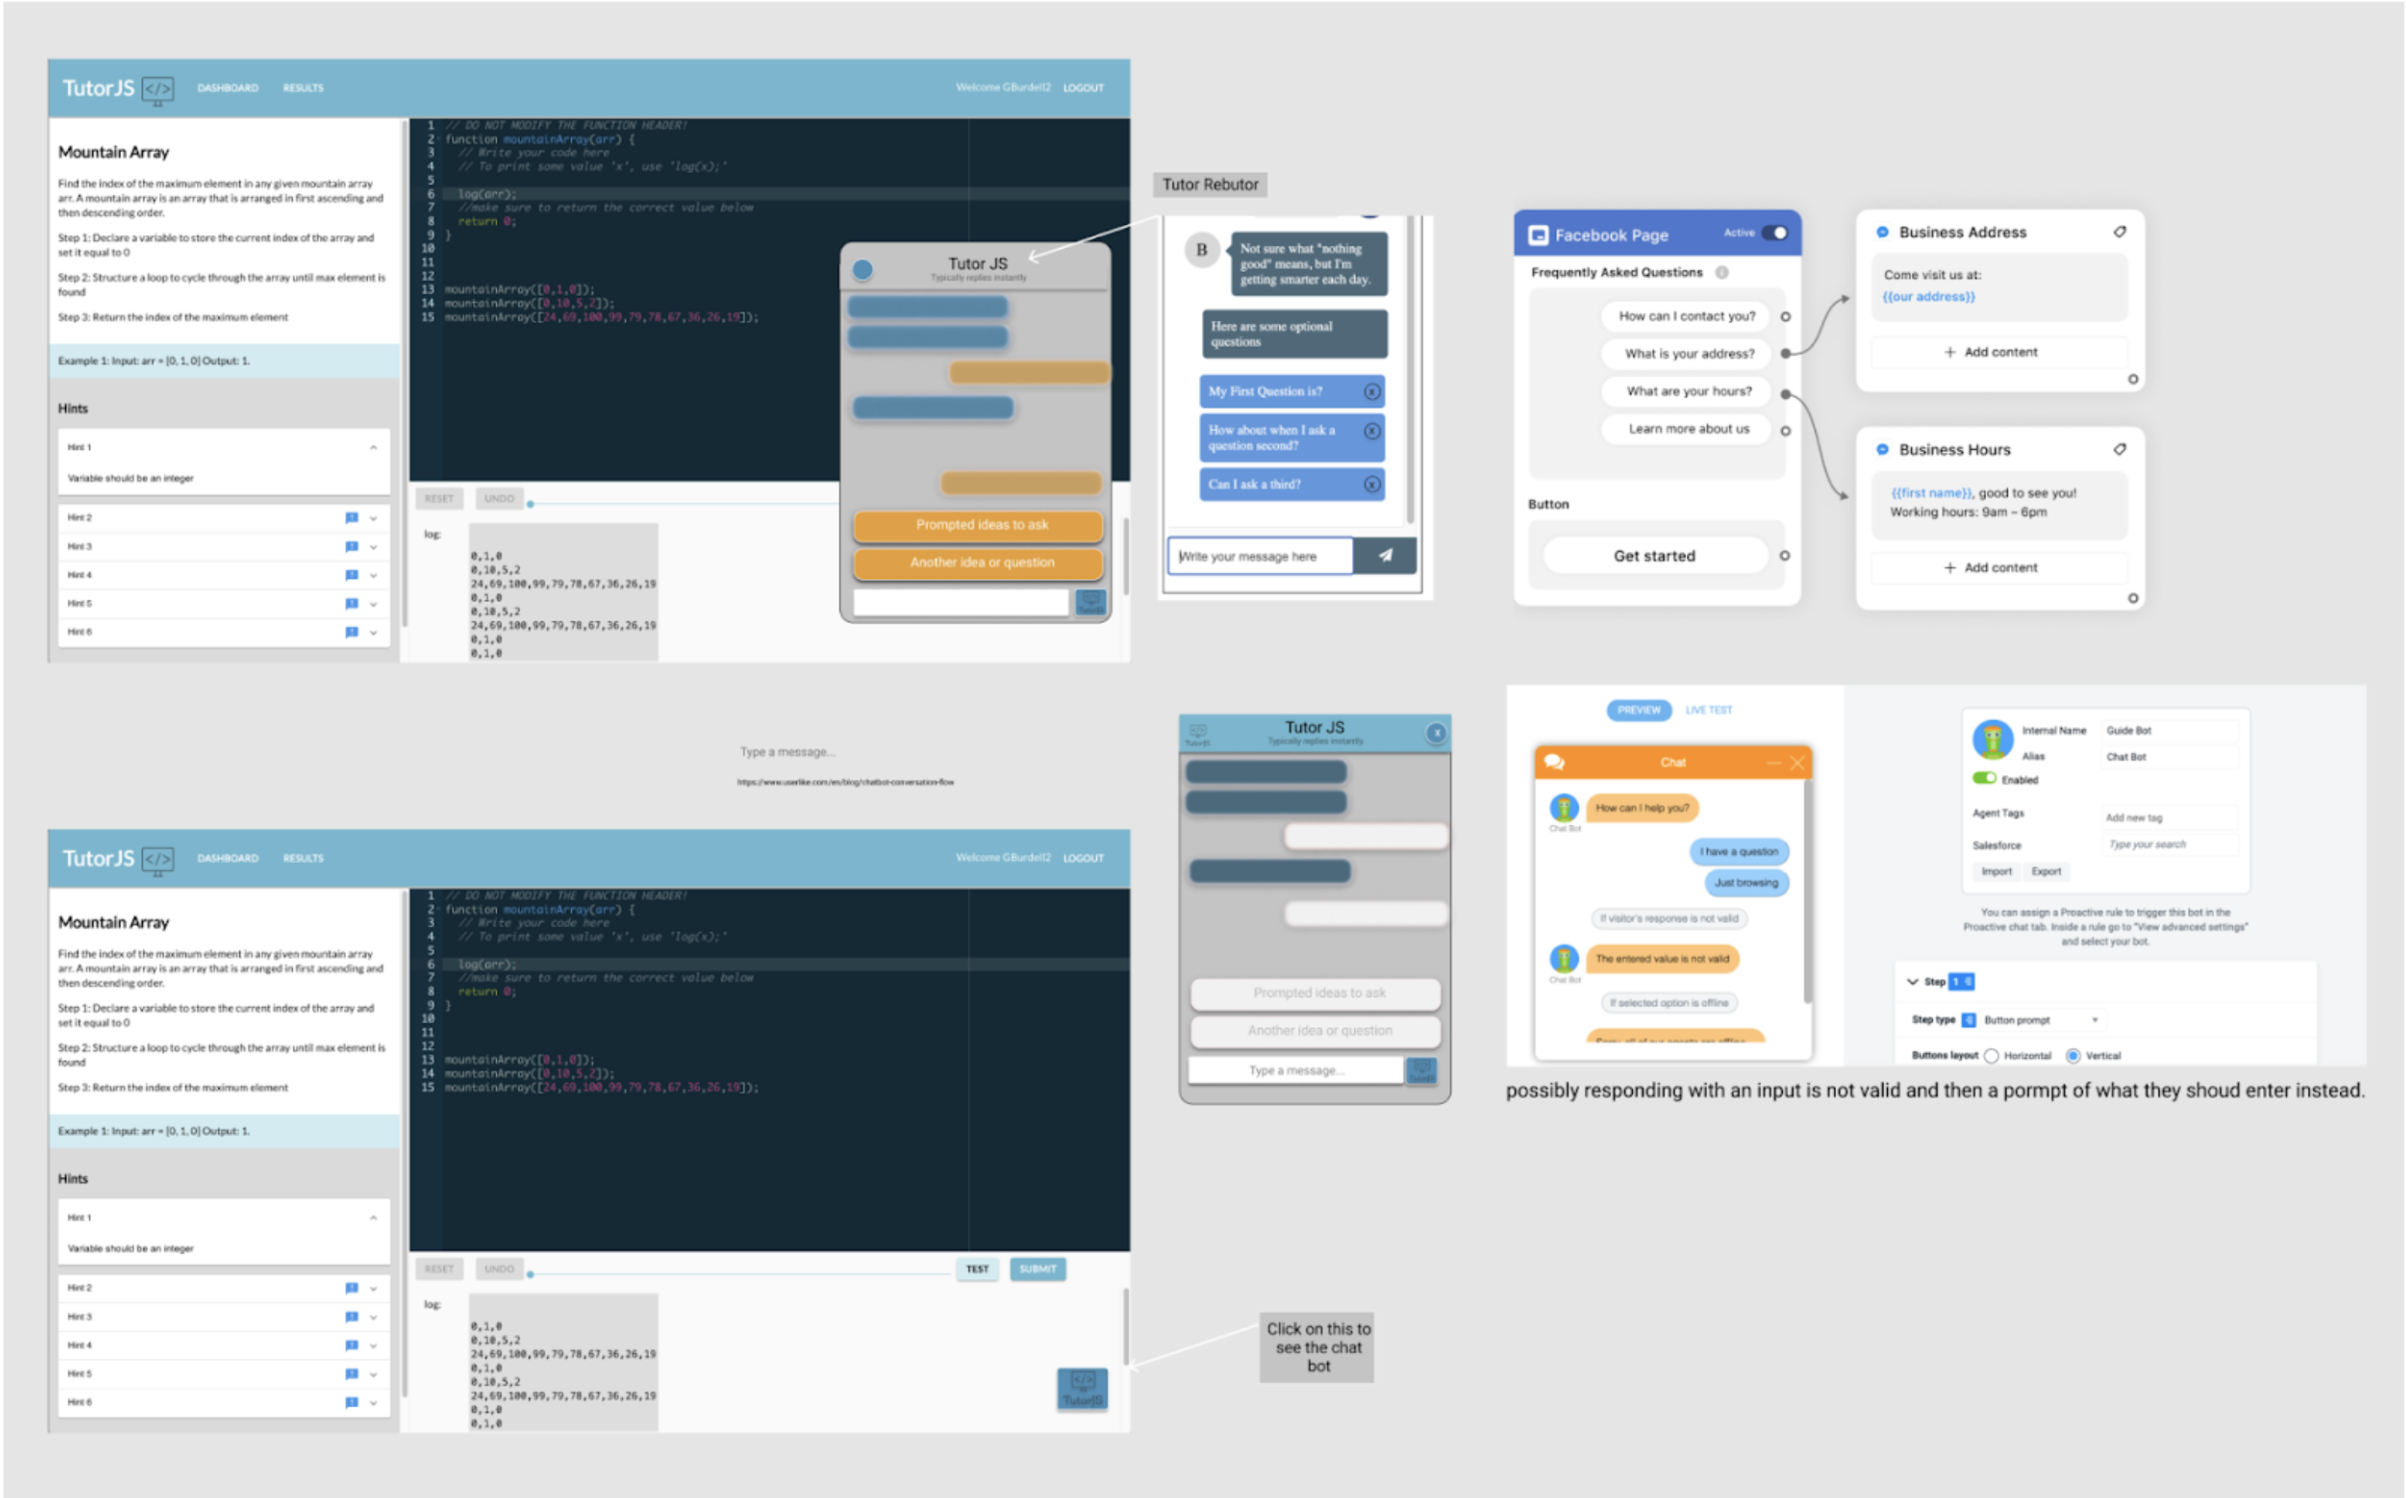 TutorJS </>
DASHBOARD
RESULTS
Welcome GBurdell2
LOGOUT
Mountain Array
Find the index of the maximum element in any given mountain array
arr. A mountain array is an array that is arranged in first ascending and
then descending order.
Step 1: Declare a variable to store the current index of the array and
set it equal to 0
Step 2: Structure a loop to cycle through the array until max element is
found
Step 3: Return the index of the maximum element
Example 1: Input: arr = [0, 1, 0] Output: 1.
Hints
Hint 1
Variable should be an integer
Hint 2
Hint 3
Hint 4
Hint 5
Hint 6
1 // DO NOT MODIFY THE FUNCTION HEADER!
2 function mountainArray(arr) {
3 // Write your code here
4 // To print some value 'x', use 'log(x);'
5
6 log(arr);
7 //make sure to return the correct value below
8 return 0;
9 }
10
11
12
13 mountainArray([0,1,0]);
14 mountainArray([0,10,5,2]);
15 mountainArray([24,69,100,99,79,78,67,36,26,19]);
RESET
UNDO
log:
0,1,0
0,10,5,2
24,69,100,99,79,78,67,36,26,19
0,1,0
0,10,5,2
24,69,100,99,79,78,67,36,26,19
0,1,0
0,1,0
Tutor JS
Typically replies instantly
Prompted ideas to ask
Another idea or question
TutorJS
Tutor Rebutor
B
Not sure what "nothing
good" means, but I'm
getting smarter each day.
Here are some optional
questions
My First Question is?
How about when I ask a
question second?
Can I ask a third?
Write your message here
Facebook Page
Active
Frequently Asked Questions
How can I contact you?
What is your address?
What are your hours?
Learn more about us
Button
Get started
Business Address
Come visit us at:
{{our address}}
+ Add content
Business Hours
{{first name}}, good to see you!
Working hours: 9am – 6pm
+ Add content
Type a message...
https://www.userlike.com/en/blog/chatbot-conversation-flow
TutorJS </>
DASHBOARD
RESULTS
Welcome GBurdell2
LOGOUT
Mountain Array
Find the index of the maximum element in any given mountain array
arr. A mountain array is an array that is arranged in first ascending and
then descending order.
Step 1: Declare a variable to store the current index of the array and
set it equal to 0
Step 2: Structure a loop to cycle through the array until max element is
found
Step 3: Return the index of the maximum element
Example 1: Input: arr = [0, 1, 0] Output: 1.
Hints
Hint 1
Variable should be an integer
Hint 2
Hint 3
Hint 4
Hint 5
Hint 6
1 // DO NOT MODIFY THE FUNCTION HEADER!
2 function mountainArray(arr) {
3 // Write your code here
4 // To print some value 'x', use 'log(x);'
5
6 log(arr);
7 //make sure to return the correct value below
8 return 0;
9 }
10
11
12
13 mountainArray([0,1,0]);
14 mountainArray([0,10,5,2]);
15 mountainArray([24,69,100,99,79,78,67,36,26,19]);
RESET
UNDO
TEST
SUBMIT
log:
0,1,0
0,10,5,2
24,69,100,99,79,78,67,36,26,19
0,1,0
0,10,5,2
24,69,100,99,79,78,67,36,26,19
0,1,0
0,1,0
</>
TutorJS
Click on this to
see the chat
bot
TutorJS
Tutor JS
Typically replies instantly
x
Prompted ideas to ask
Another idea or question
Type a message...
TutorJS
PREVIEW
LIVE TEST
Chat
How can I help you?
Chat Bot
I have a question
Just browsing
If visitor's response is not valid
The entered value is not valid
Chat Bot
If selected option is offline
Sorry, all of our agents are offline
Internal Name
Guide Bot
Alias
Chat Bot
Enabled
Agent Tags
Add new tag
Salesforce
Type your search
Import
Export
You can assign a Proactive rule to trigger this bot in the
Proactive chat tab. Inside a rule go to "View advanced settings"
and select your bot.
Step 1
Step type
Button prompt
Buttons layout
Horizontal
Vertical
possibly responding with an input is not valid and then a pormpt of what they shoud enter instead.